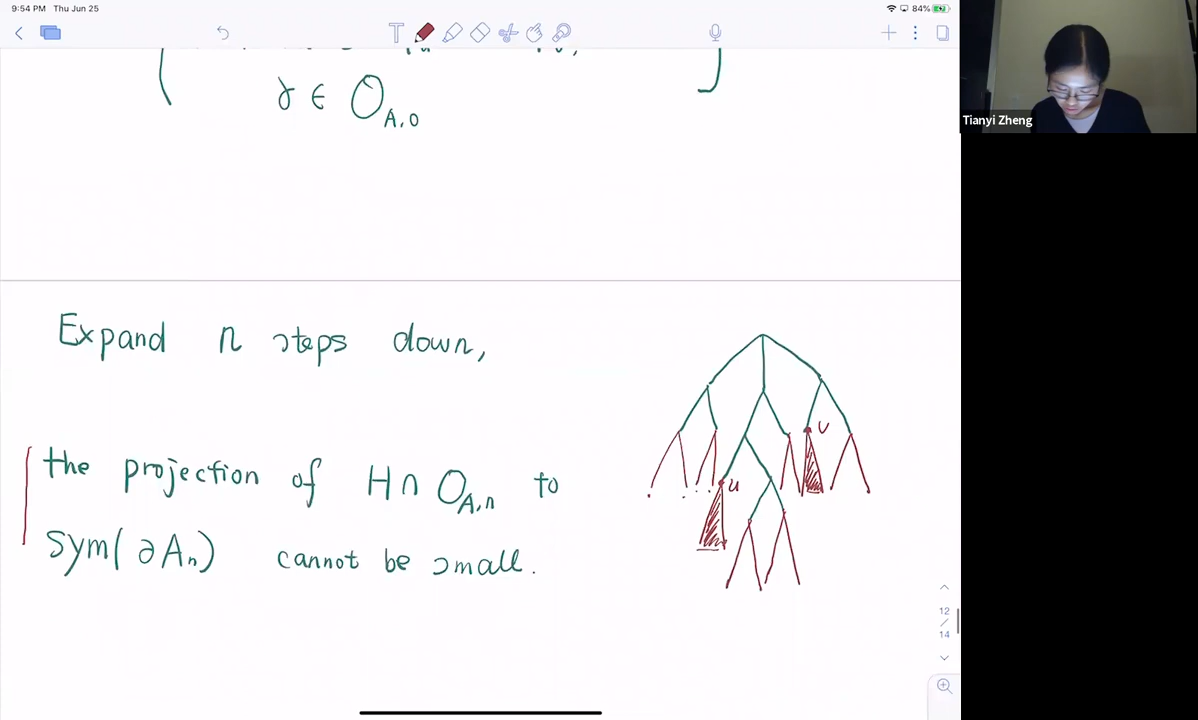 9:54 PM Thu Jun 25
84%
T
γ ∈ O_{A,0}
Tianyi Zheng
Expand n steps down,
the projection of H∩ O_{A,n} to
Sym(∂A_n) cannot be small.
u
v
12
/
14